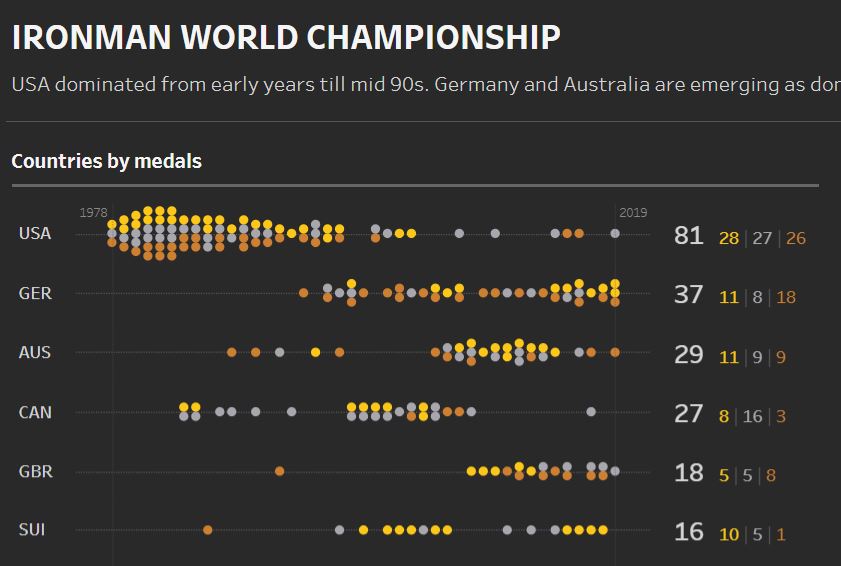 IRONMAN WORLD CHAMPIONSHIP
USA dominated from early years till mid 90s. Germany and Australia are emerging as
Countries by medals
1978 2019
USA 81 28 | 27 | 26
GER 37 11 | 8 | 18
AUS 29 11 | 9 | 9
CAN 27 8 | 16 | 3
GBR 18 5 | 5 | 8
SUI 16 10 | 5 | 1